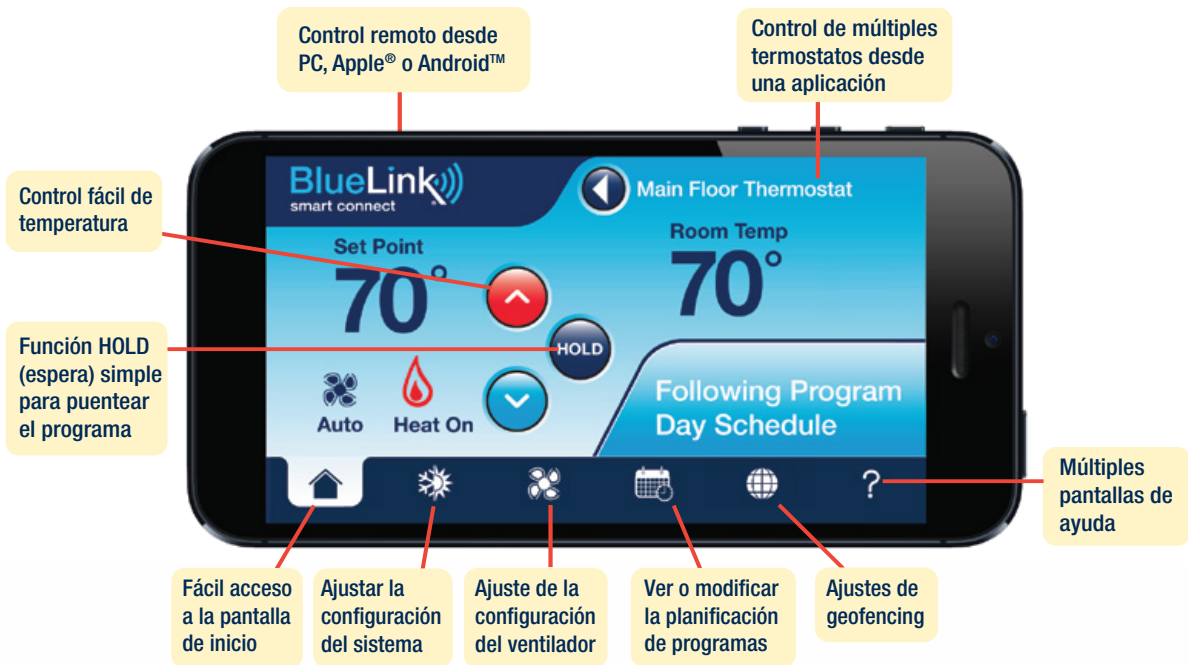 Control remoto desde
PC, Apple® o Android™
Control de múltiples
termostatos desde
una aplicación
Control fácil de
temperatura
BlueLink
smart connect
Main Floor Thermostat
Set Point
70°
Room Temp
70°
Función HOLD
(espera) simple
para puentear
el programa
HOLD
Auto
Heat On
Following Program
Day Schedule
?
Múltiples
pantallas de
ayuda
Fácil acceso
a la pantalla
de inicio
Ajustar la
configuración
del sistema
Ajuste de la
configuración
del ventilador
Ver o modificar
la planificación
de programas
Ajustes de
geofencing